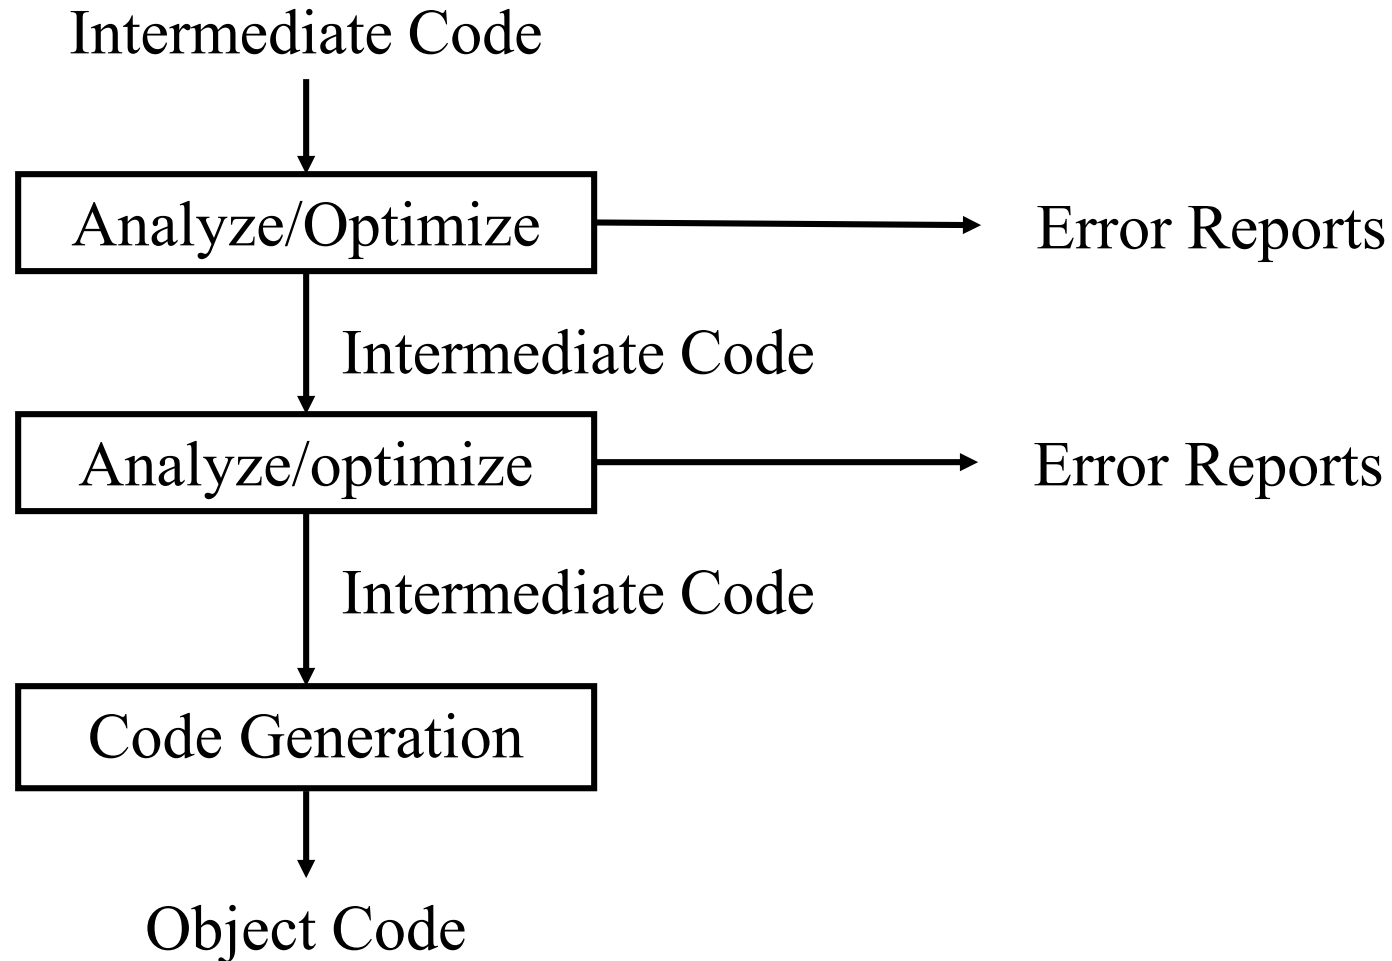 Intermediate Code
Analyze/Optimize
Error Reports
Intermediate Code
Analyze/optimize
Error Reports
Intermediate Code
Code Generation
Object Code